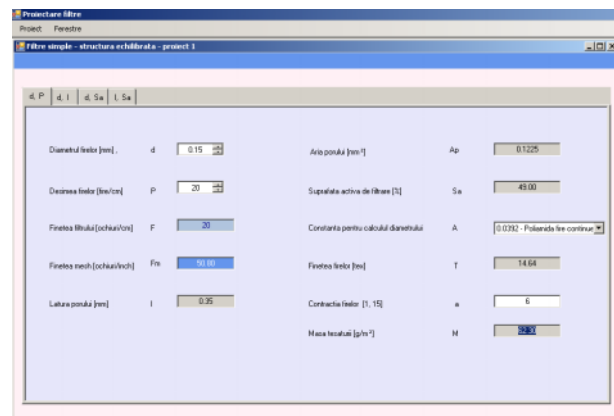 Proiectare filtre
Proiect Ferestre
Filtre simple - structura echilibrata - proiect 1
d, P d, l d, Sa l, Sa
Diametrul firelor [mm] , d 0.15
Desimea firelor [fire/cm] P 20
Finetea filtrului [ochiuri/cm] F 20
Finetea mech [ochiuri/inch] Fm 50.80
Latura porului [mm] l 0.35
Aria porului [mm²] Ap 0.1225
Suprafata activa de filtrare [%] Sa 49.00
Constanta pentru calculul diametrului A 0.0392 - Poliamida fire continue
Finetea firelor [tex] T 14.64
Contractia firelor [1, 15] a 6
Masa tesaturii [g/m²] M